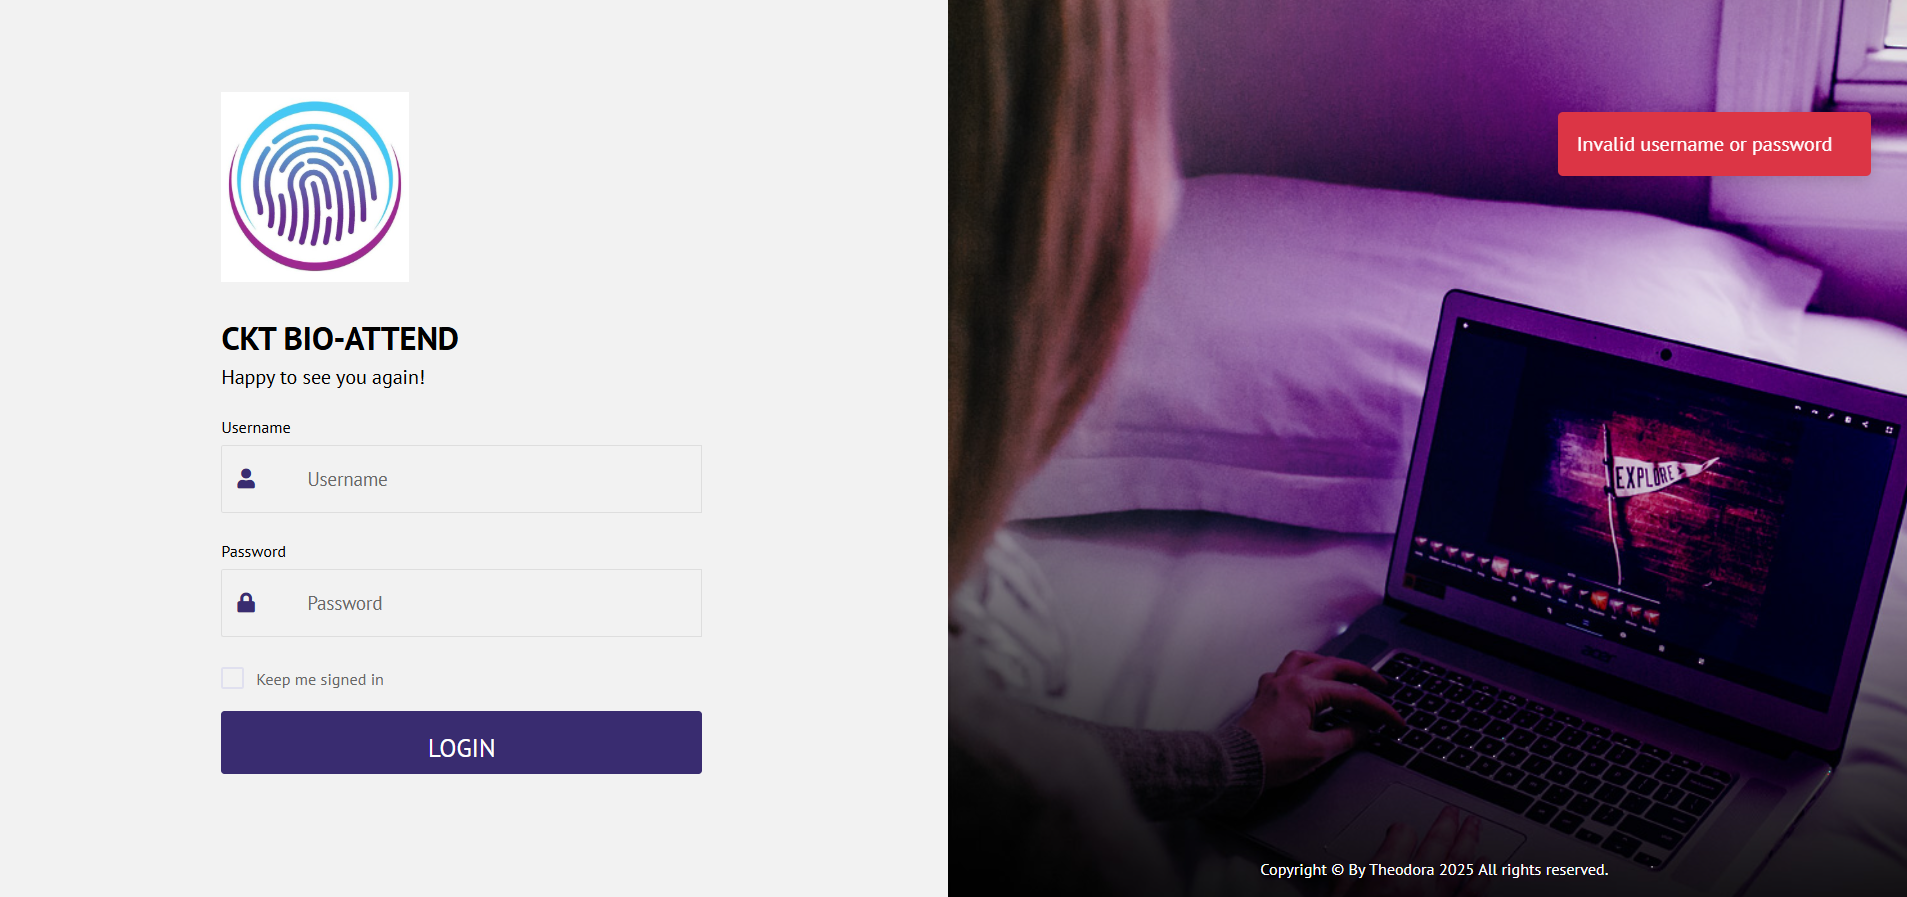 CKT BIO-ATTEND
Happy to see you again!
Username
Username
Password
Password
Keep me signed in
LOGIN
Invalid username or password
EXPLORE
acer
Copyright © By Theodora 2025 All rights reserved.